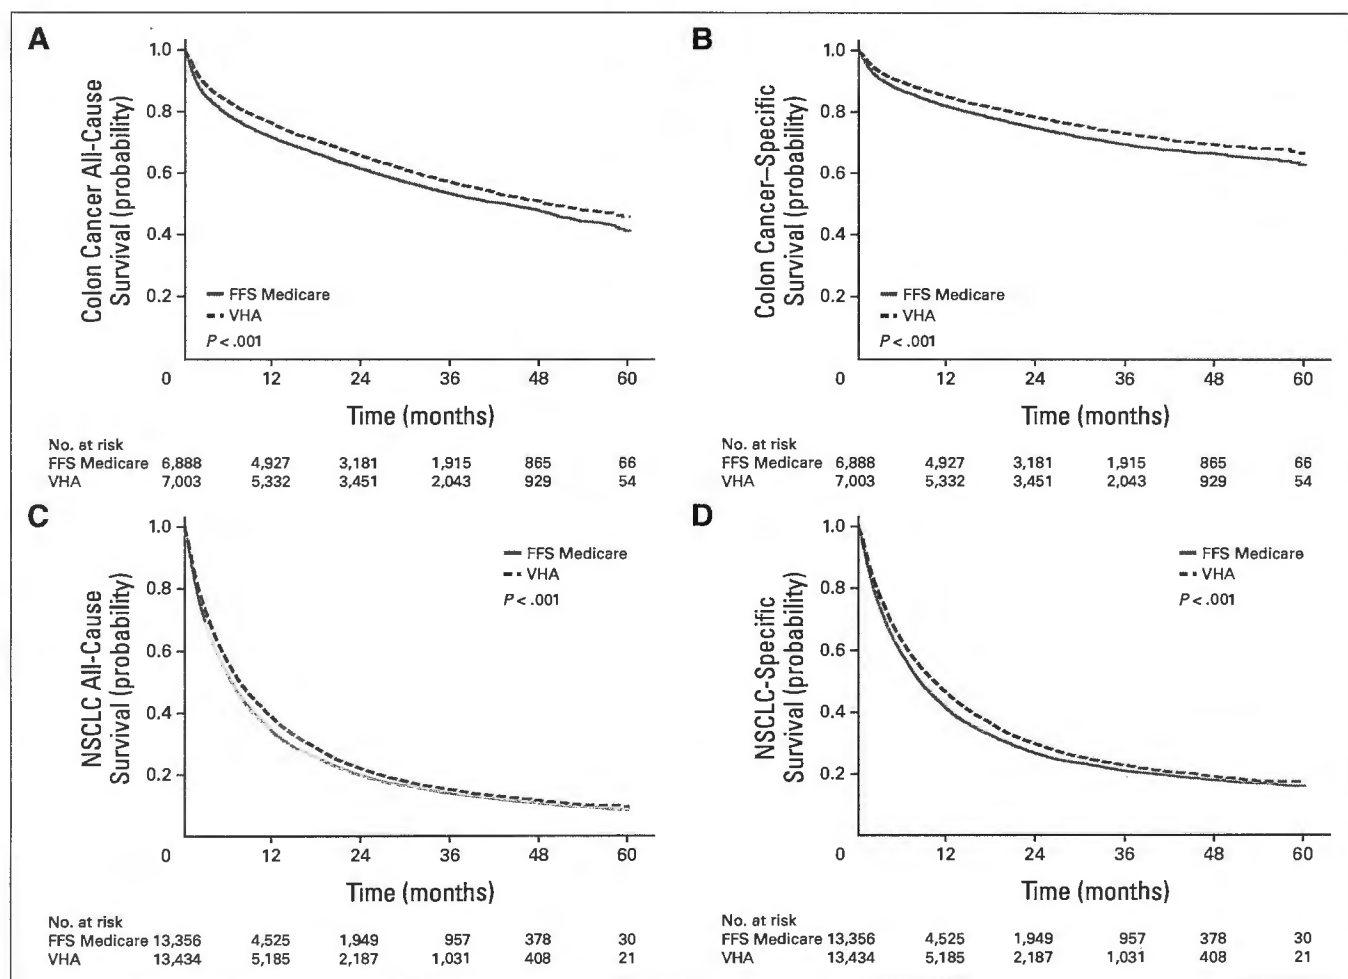 A
Colon Cancer All-Cause
Survival (probability)
1.0
0.8
0.6
0.4
0.2
FFS Medicare
VHA
P < .001
0 12 24 36 48 60
Time (months)
No. at risk
FFS Medicare 6,888 4,927 3,181 1,915 865 66
VHA 7,003 5,332 3,451 2,043 929 54
B
Colon Cancer–Specific
Survival (probability)
1.0
0.8
0.6
0.4
0.2
FFS Medicare
VHA
P < .001
0 12 24 36 48 60
Time (months)
No. at risk
FFS Medicare 6,888 4,927 3,181 1,915 865 66
VHA 7,003 5,332 3,451 2,043 929 54
C
NSCLC All-Cause
Survival (probability)
1.0
0.8
0.6
0.4
0.2
FFS Medicare
VHA
P < .001
0 12 24 36 48 60
Time (months)
No. at risk
FFS Medicare 13,356 4,525 1,949 957 378 30
VHA 13,434 5,185 2,187 1,031 408 21
D
NSCLC-Specific
Survival (probability)
1.0
0.8
0.6
0.4
0.2
FFS Medicare
VHA
P < .001
0 12 24 36 48 60
Time (months)
No. at risk
FFS Medicare 13,356 4,525 1,949 957 378 30
VHA 13,434 5,185 2,187 1,031 408 21